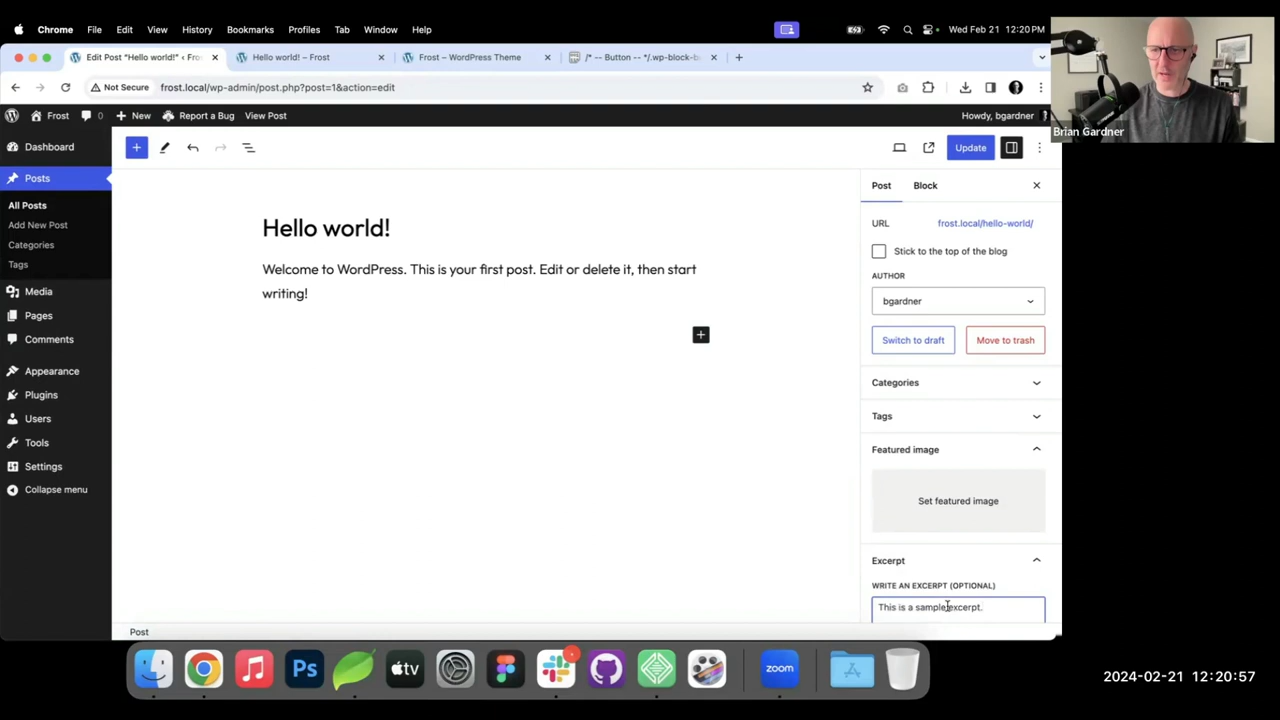 Chrome File Edit View History Bookmarks Profiles Tab Window Help Wed Feb 21 12:20 PM
Edit Post “Hello world!” ‹ Fros Hello world! – Frost Frost – WordPress Theme /* -- Button -- */.wp-block-b
Not Secure frost.local/wp-admin/post.php?post=1&action=edit
Frost 0 New Report a Bug View Post Howdy, bgardner
Brian Gardner
Dashboard
Posts
All Posts
Add New Post
Categories
Tags
Media
Pages
Comments
Appearance
Plugins
Users
Tools
Settings
Collapse menu
Update
Hello world!
Welcome to WordPress. This is your first post. Edit or delete it, then start
writing!
Post
Post Block
URL frost.local/hello-world/
Stick to the top of the blog
AUTHOR
bgardner
Switch to draft Move to trash
Categories
Tags
Featured image
Set featured image
Excerpt
WRITE AN EXCERPT (OPTIONAL)
This is a sample excerpt.
Ps tv zoom
2024-02-21 12:20:57